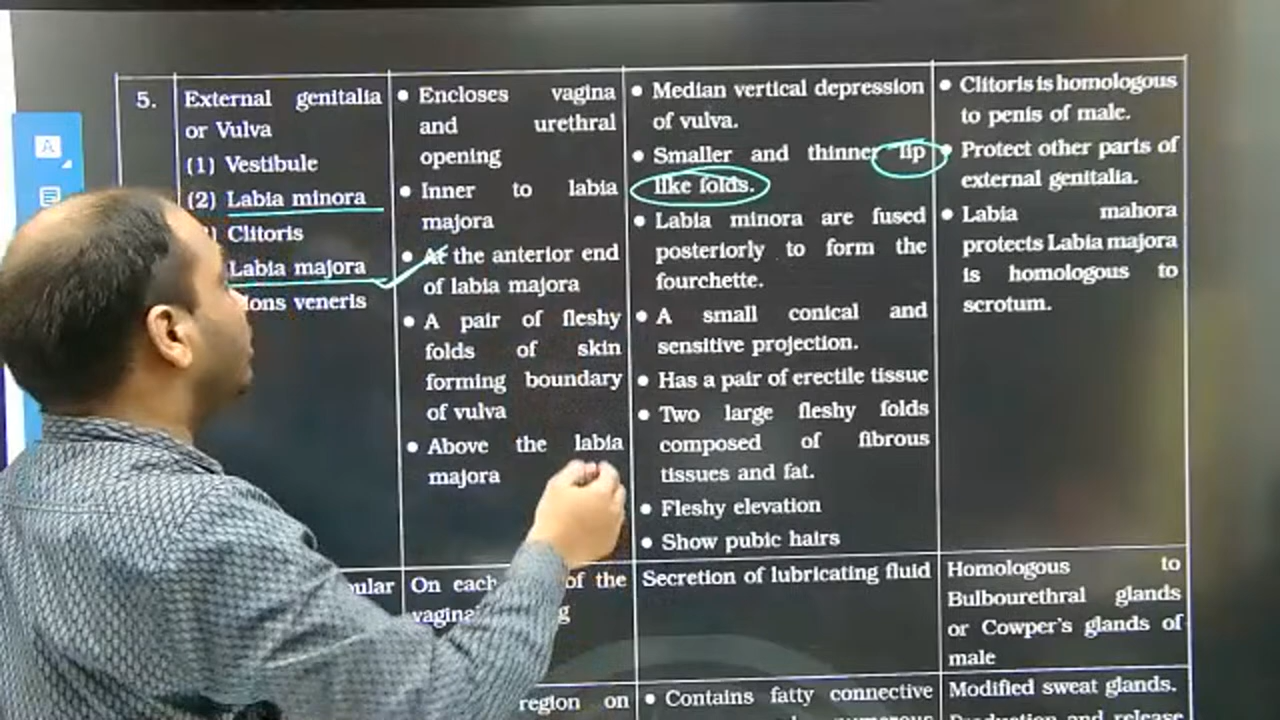 A
5.
External genitalia
or Vulva
(1) Vestibule
(2) Labia minora
Clitoris
Labia majora
ons veneris
• Encloses vagina
and urethral
opening
• Inner to labia
majora
• At the anterior end
of labia majora
• A pair of fleshy
folds of skin
forming boundary
of vulva
• Above the labia
majora
• Median vertical depression
of vulva.
• Smaller and thinner lip
like folds.
• Labia minora are fused
posteriorly to form the
fourchette.
• A small conical and
sensitive projection.
• Has a pair of erectile tissue
• Two large fleshy folds
composed of fibrous
tissues and fat.
• Fleshy elevation
• Show pubic hairs
• Clitoris is homologous
to penis of male.
• Protect other parts of
external genitalia.
• Labia mahora
protects Labia majora
is homologous to
scrotum.
ular
On each of the
vaginal g
Secretion of lubricating fluid
Homologous to
Bulbourethral glands
or Cowper's glands of
male
region on
• Contains fatty connective
Modified sweat glands.
Production and release